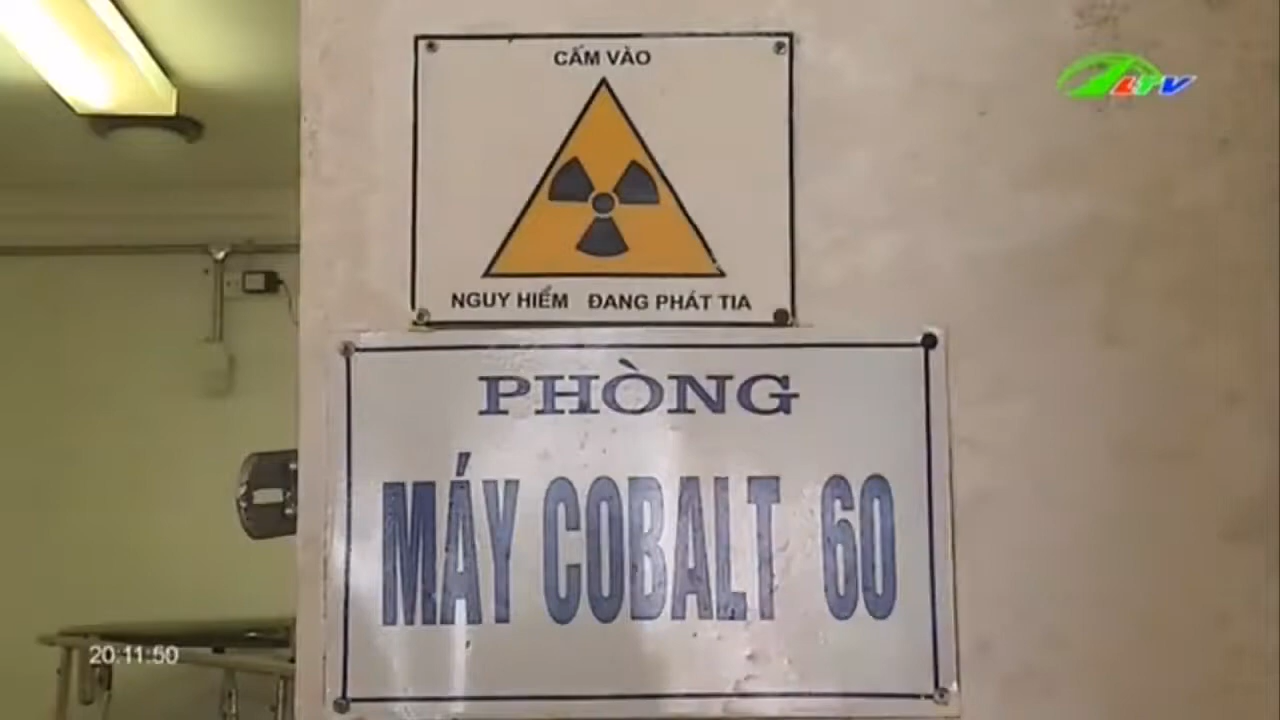 CẤM VÀO
LTV
NGUY HIỂM ĐANG PHÁT TIA
PHÒNG
MÁY COBALT 60
20:11:50